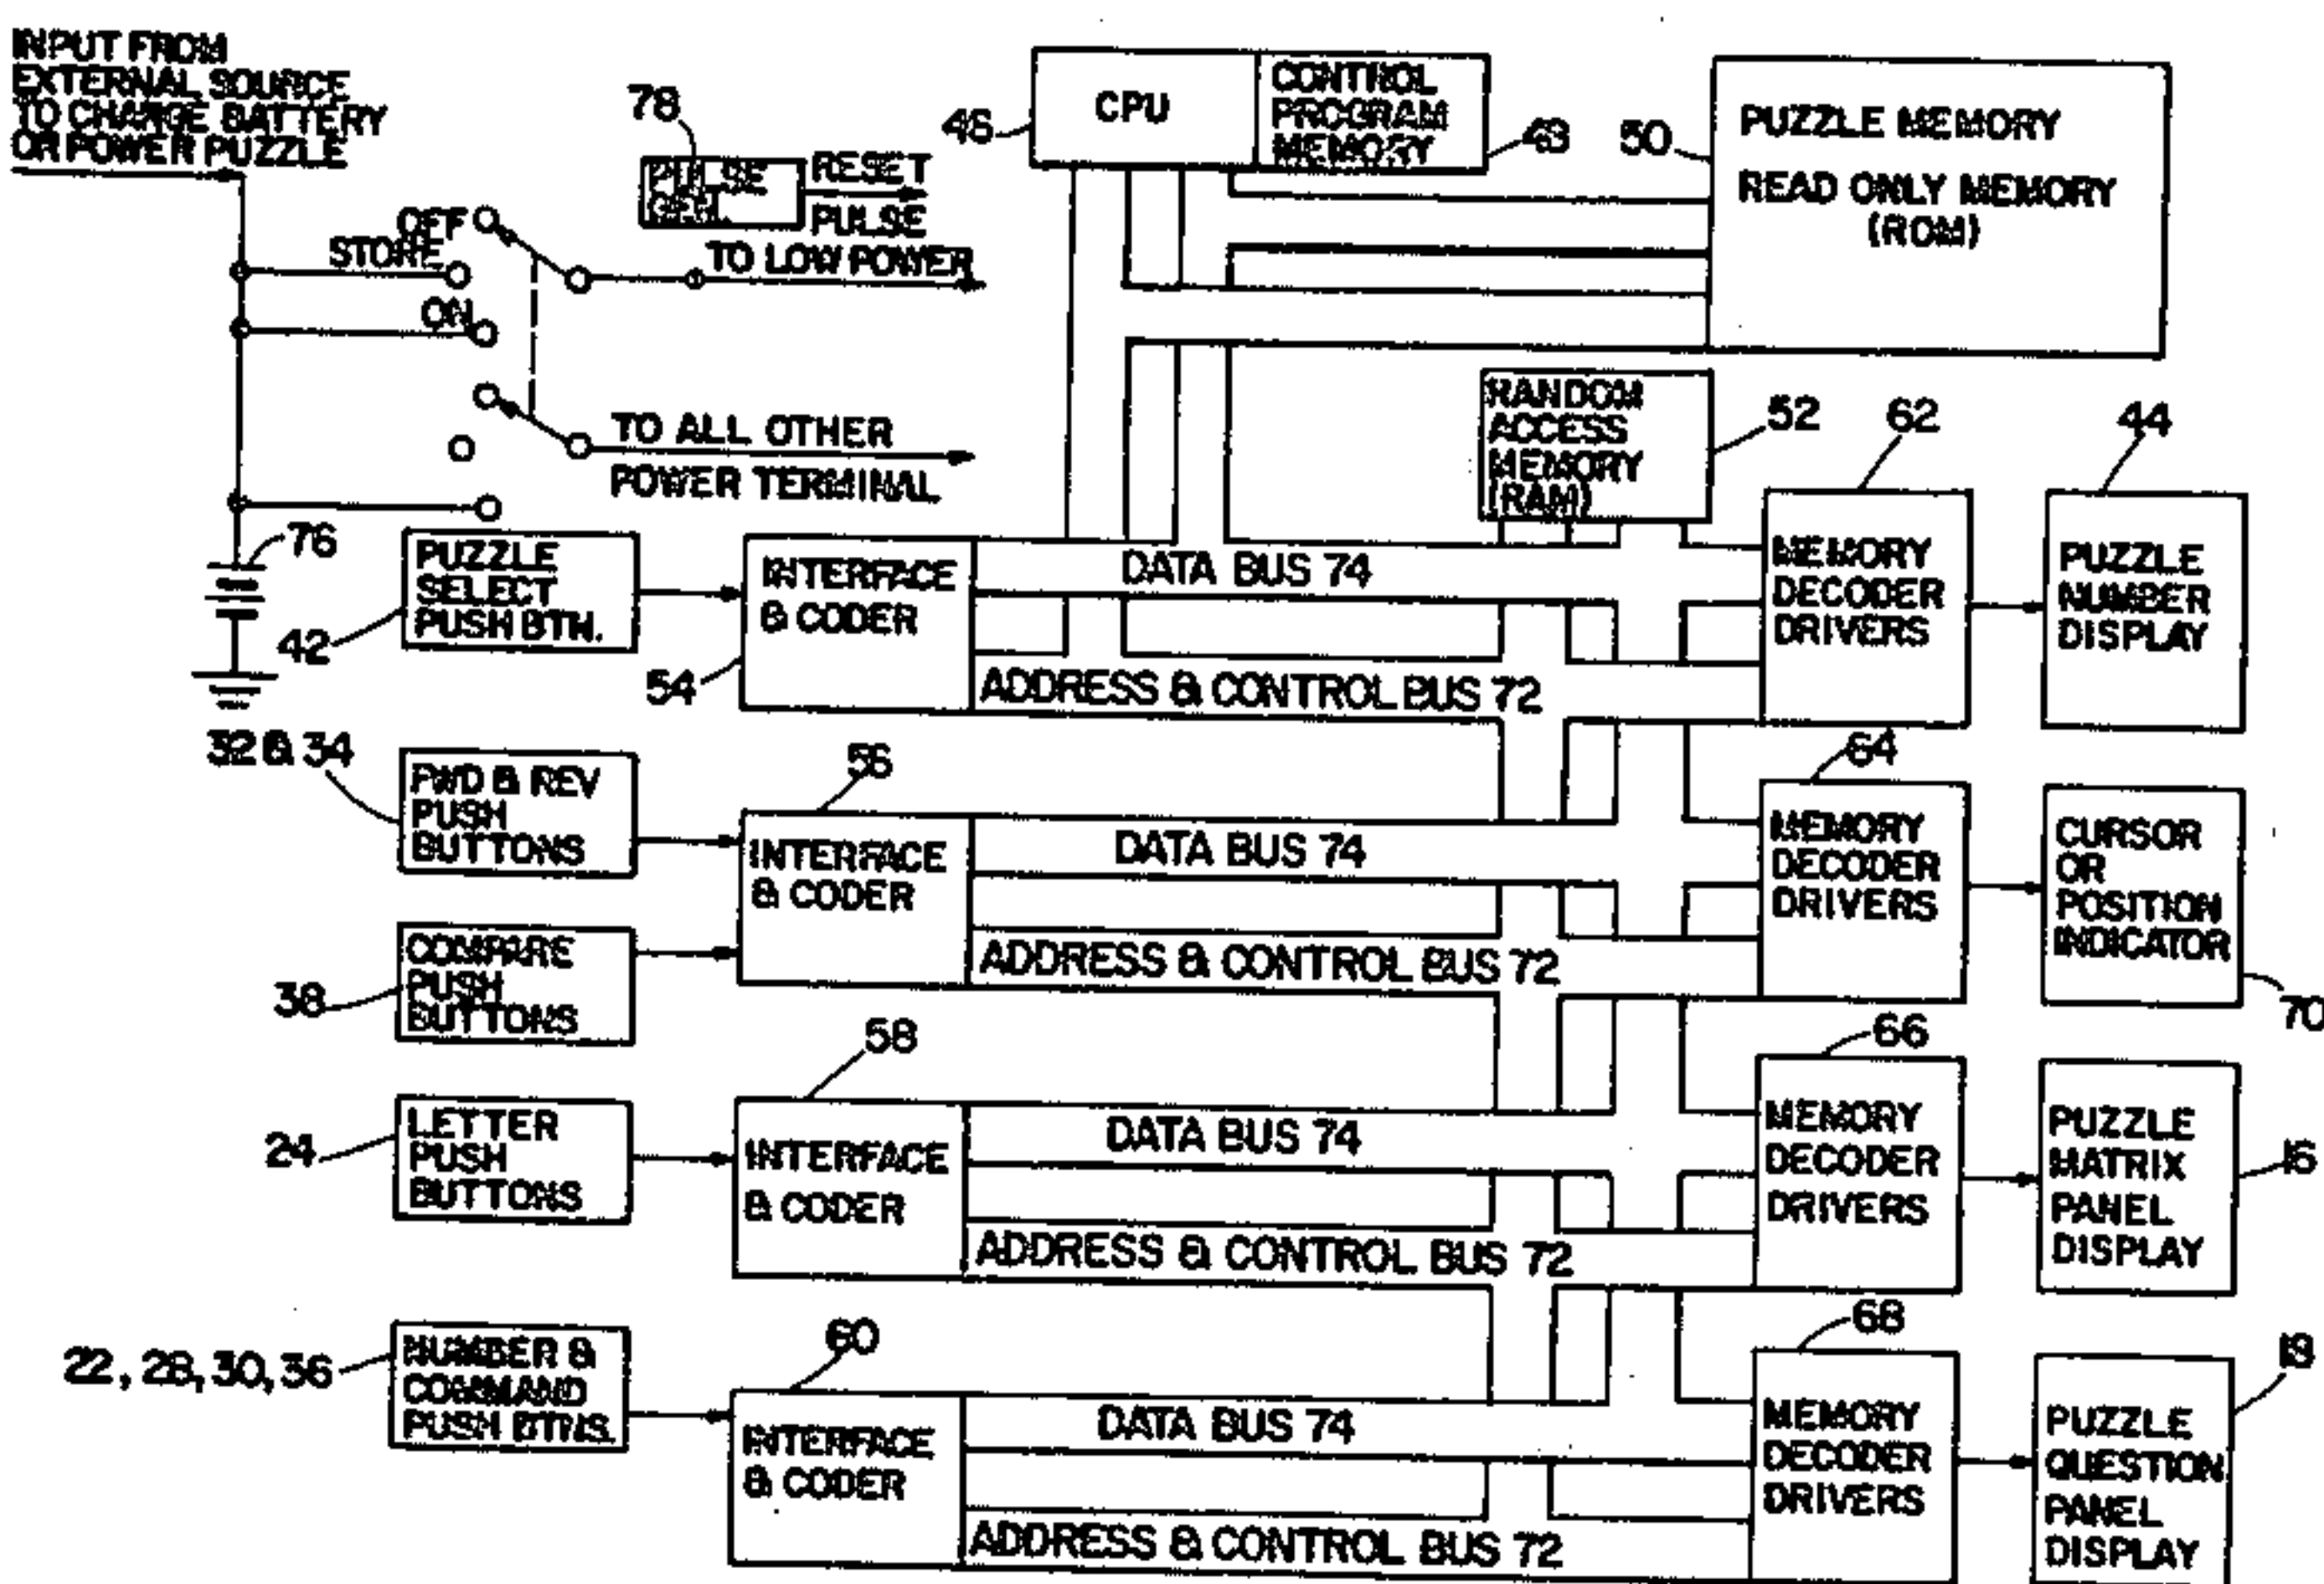 INPUT FROM
EXTERNAL SOURCE
TO CHARGE BATTERY
OR POWER PUZZLE
78
PULSE
GEN.
RESET
PULSE
OFF
STORE
ON
TO LOW POWER
TO ALL OTHER
POWER TERMINAL
76
46
CPU
CONTROL
PROGRAM
MEMORY
48
50
PUZZLE MEMORY
READ ONLY MEMORY
(ROM)
RANDOM
ACCESS
MEMORY
(RAM)
52
62
44
42
PUZZLE
SELECT
PUSH BTN.
54
INTERFACE
& CODER
DATA BUS 74
ADDRESS & CONTROL BUS 72
MEMORY
DECODER
DRIVERS
PUZZLE
NUMBER
DISPLAY
32 & 34
FWD & REV
PUSH
BUTTONS
38
COMPARE
PUSH
BUTTONS
56
INTERFACE
& CODER
DATA BUS 74
ADDRESS & CONTROL BUS 72
64
MEMORY
DECODER
DRIVERS
CURSOR
OR
POSITION
INDICATOR
70
24
LETTER
PUSH
BUTTONS
58
INTERFACE
& CODER
DATA BUS 74
ADDRESS & CONTROL BUS 72
66
MEMORY
DECODER
DRIVERS
PUZZLE
MATRIX
PANEL
DISPLAY
16
22, 28, 30, 36
NUMBER &
COMMAND
PUSH BTNS.
60
INTERFACE
& CODER
DATA BUS 74
ADDRESS & CONTROL BUS 72
68
MEMORY
DECODER
DRIVERS
PUZZLE
QUESTION
PANEL
DISPLAY